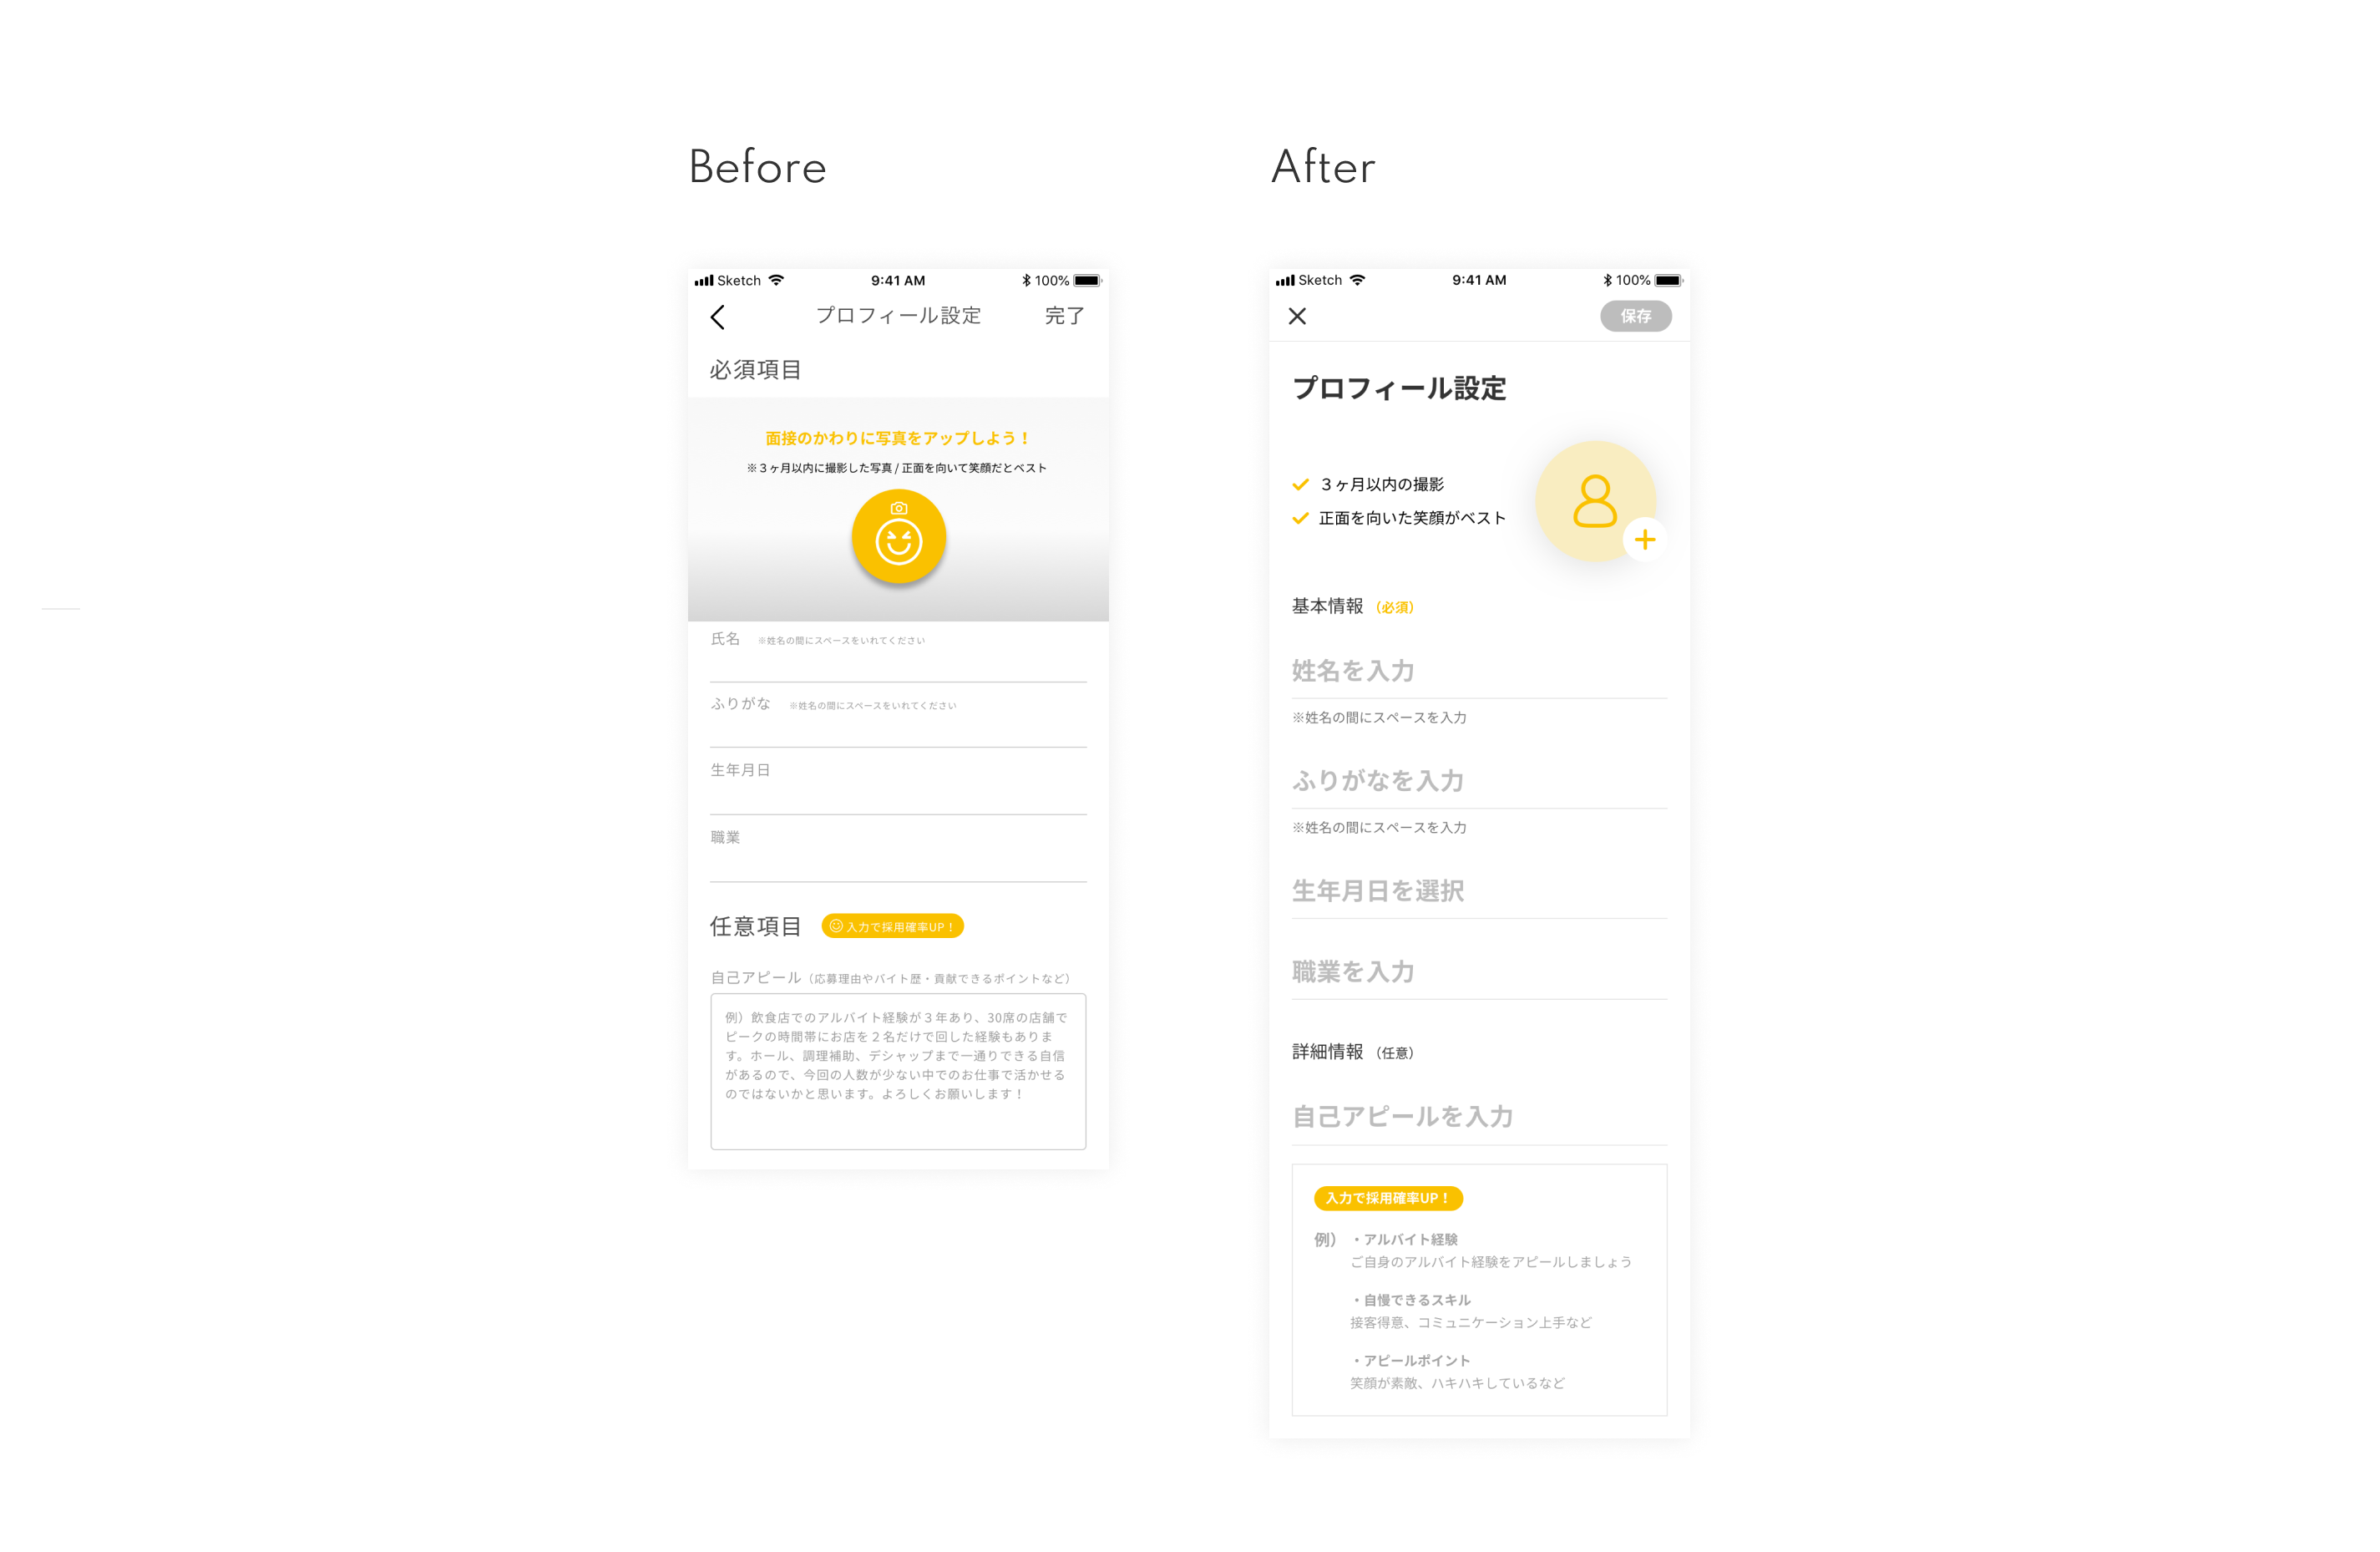 Before
Sketch 9:41 AM 100%
プロフィール設定 完了
必須項目
面接のかわりに写真をアップしよう！
※３ヶ月以内に撮影した写真 / 正面を向いて笑顔だとベスト
氏名 ※姓名の間にスペースをいれてください
ふりがな ※姓名の間にスペースをいれてください
生年月日
職業
任意項目 入力で採用確率UP！
自己アピール（応募理由やバイト歴・貢献できるポイントなど）
例）飲食店でのアルバイト経験が３年あり、30席の店舗で
ピークの時間帯にお店を２名だけで回した経験もありま
す。ホール、調理補助、デシャップまで一通りできる自信
があるので、今回の人数が少ない中でのお仕事で活かせる
のではないかと思います。よろしくお願いします！
After
Sketch 9:41 AM 100%
保存
プロフィール設定
３ヶ月以内の撮影
正面を向いた笑顔がベスト
基本情報（必須）
姓名を入力
※姓名の間にスペースを入力
ふりがなを入力
※姓名の間にスペースを入力
生年月日を選択
職業を入力
詳細情報（任意）
自己アピールを入力
入力で採用確率UP！
例）・アルバイト経験
ご自身のアルバイト経験をアピールしましょう
・自慢できるスキル
接客得意、コミュニケーション上手など
・アピールポイント
笑顔が素敵、ハキハキしているなど